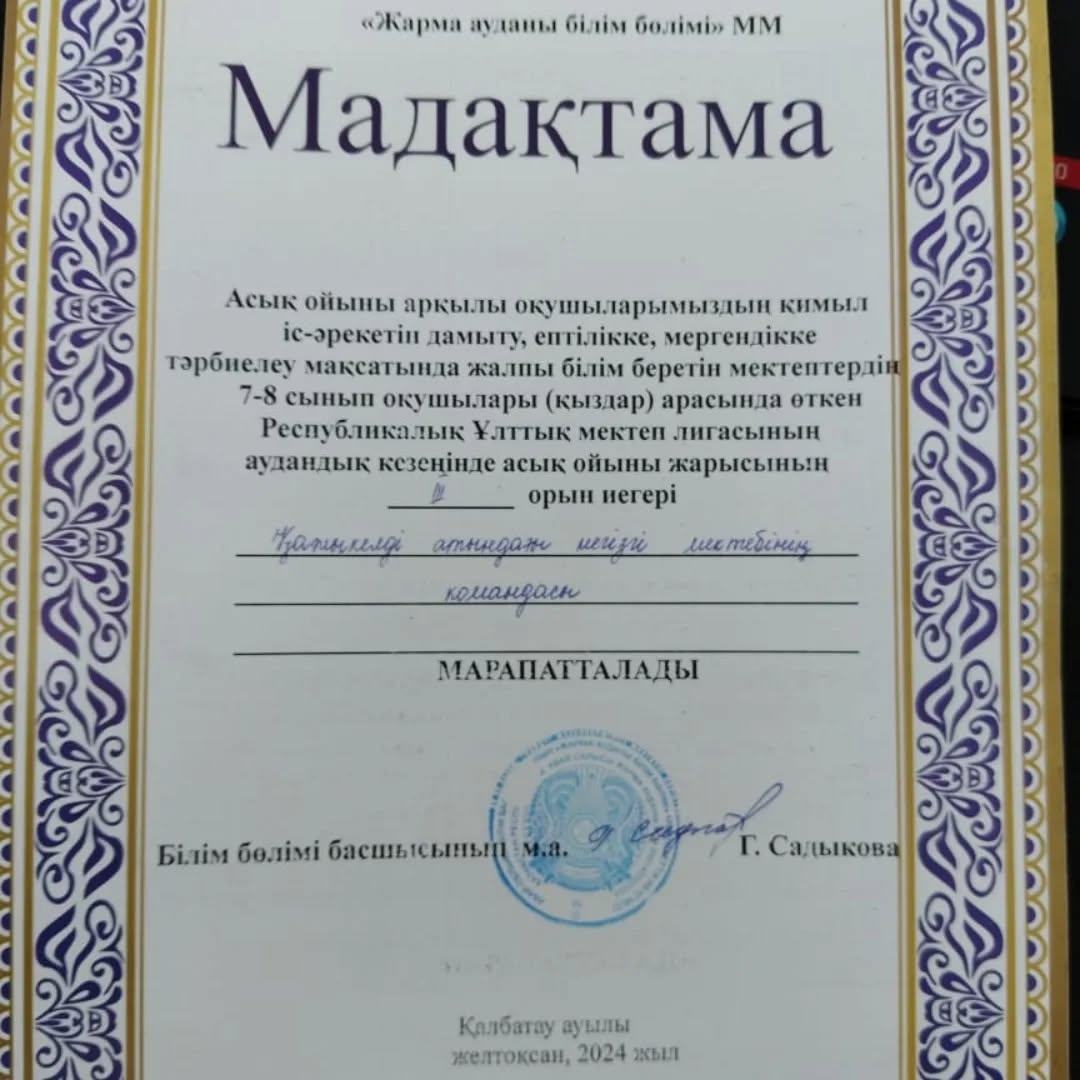 «Жарма ауданы білім бөлімі» ММ
Мадақтама
Асық ойыны арқылы оқушыларымыздың қимыл
іс-әрекетін дамыту, ептілікке, мергендікке
тәрбиелеу мақсатында жалпы білім беретін мектептердің
7-8 сынып оқушылары (қыздар) арасында өткен
Республикалық Ұлттық мектеп лигасының
аудандық кезеңінде асық ойыны жарысының
III орын иегері
атындағы негізгі мектебінің
командасы
МАРАПАТТАЛАДЫ
Білім бөлімі басшысының м.а. Г. Садыкова
Қалбатау ауылы
желтоқсан, 2024 жыл